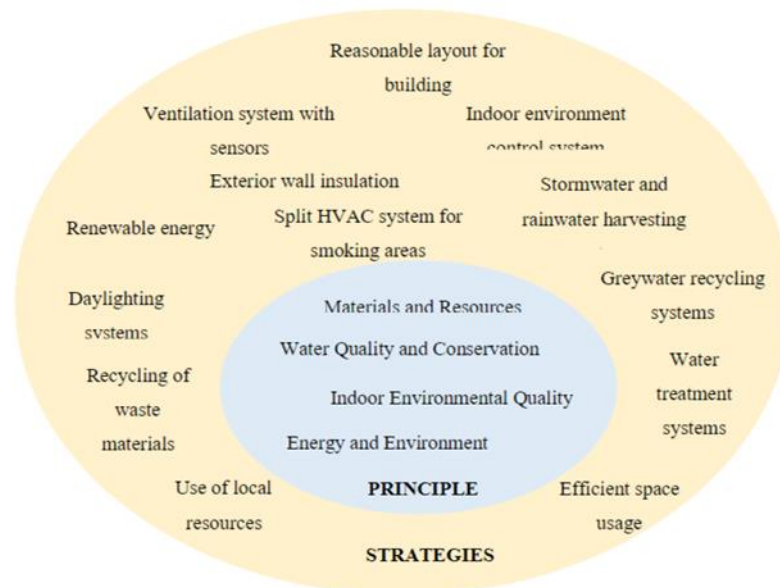 Reasonable layout for
building
Ventilation system with
sensors
Indoor environment
control system
Exterior wall insulation
Stormwater and
rainwater harvesting
Renewable energy
Split HVAC system for
smoking areas
Greywater recycling
systems
Daylighting
systems
Materials and Resources
Water Quality and Conservation
Water
treatment
systems
Recycling of
waste
materials
Indoor Environmental Quality
Energy and Environment
Use of local
resources
PRINCIPLE
Efficient space
usage
STRATEGIES